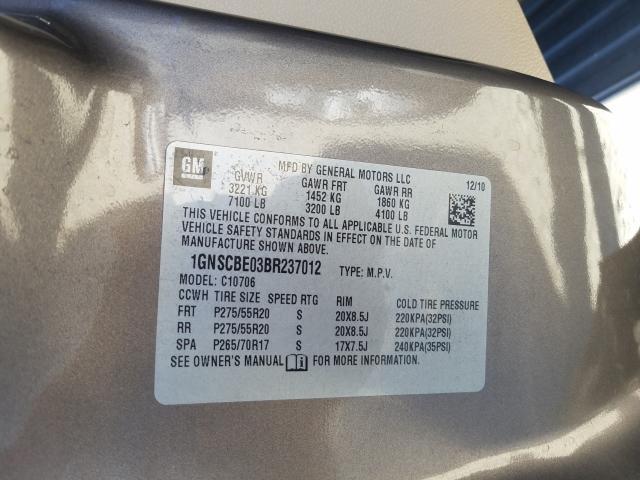 GM
MFD BY GENERAL MOTORS LLC
GVWR GAWR FRT GAWR RR 12/10
3221 KG 1452 KG 1860 KG
7100 LB 3200 LB 4100 LB
THIS VEHICLE CONFORMS TO ALL APPLICABLE U.S. FEDERAL MOTOR
VEHICLE SAFETY STANDARDS IN EFFECT ON THE DATE OF
MANUFACTURE SHOWN ABOVE.
1GNSCBE03BR237012 TYPE: M.P.V.
MODEL: C10706
CCWH TIRE SIZE SPEED RTG RIM COLD TIRE PRESSURE
FRT P275/55R20 S 20X8.5J 220KPA(32PSI)
RR P275/55R20 S 20X8.5J 220KPA(32PSI)
SPA P265/70R17 S 17X7.5J 240KPA(35PSI)
SEE OWNER'S MANUAL FOR MORE INFORMATION.